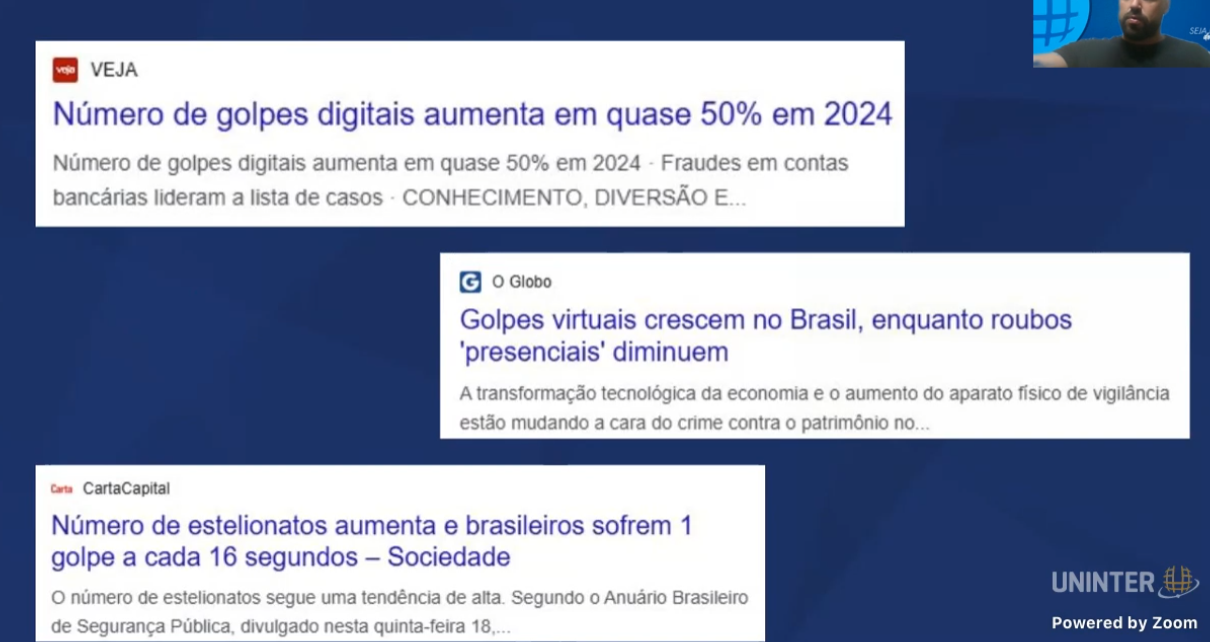 SEJA
veja VEJA
Número de golpes digitais aumenta em quase 50% em 2024
Número de golpes digitais aumenta em quase 50% em 2024 · Fraudes em contas
bancárias lideram a lista de casos · CONHECIMENTO, DIVERSÃO E...
G O Globo
Golpes virtuais crescem no Brasil, enquanto roubos
'presenciais' diminuem
A transformação tecnológica da economia e o aumento do aparato físico de vigilância
estão mudando a cara do crime contra o patrimônio no...
Carta CartaCapital
Número de estelionatos aumenta e brasileiros sofrem 1
golpe a cada 16 segundos – Sociedade
O número de estelionatos segue uma tendência de alta. Segundo o Anuário Brasileiro
de Segurança Pública, divulgado nesta quinta-feira 18,...
UNINTER
Powered by Zoom